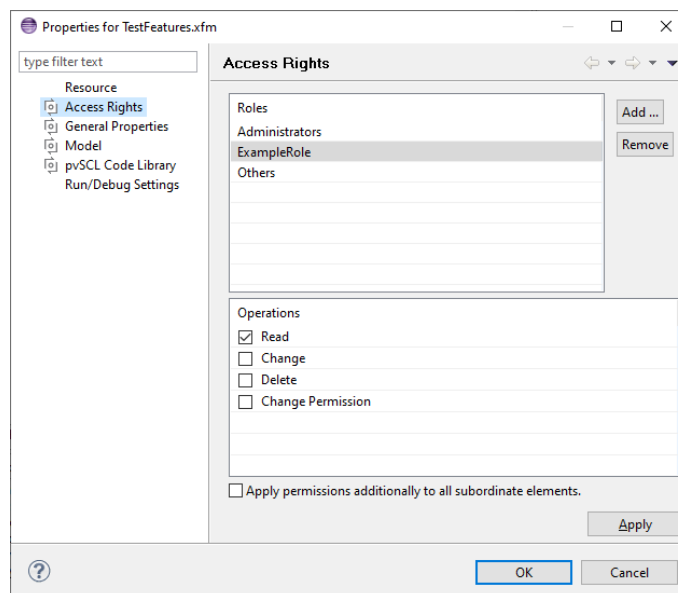 Properties for TestFeatures.xfm
type filter text
Resource
Access Rights
General Properties
Model
pvSCL Code Library
Run/Debug Settings
Access Rights
Roles
Administrators
ExampleRole
Others
Add ...
Remove
Operations
Read
Change
Delete
Change Permission
Apply permissions additionally to all subordinate elements.
Apply
?
OK
Cancel